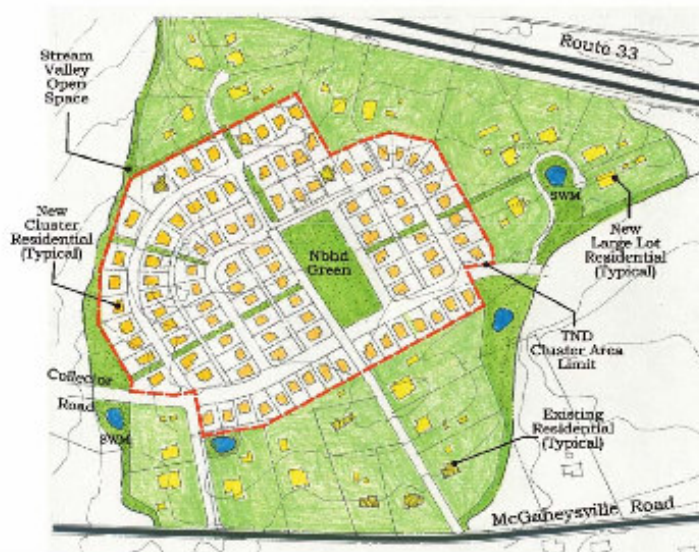 Route 33
Stream
Valley
Open
Space
New
Cluster
Residential
(Typical)
Nbhd
Green
SWM
New
Large Lot
Residential
(Typical)
TND
Cluster Area
Limit
Collector
Road
SWM
Existing
Residential
(Typical)
McGaheysville Road